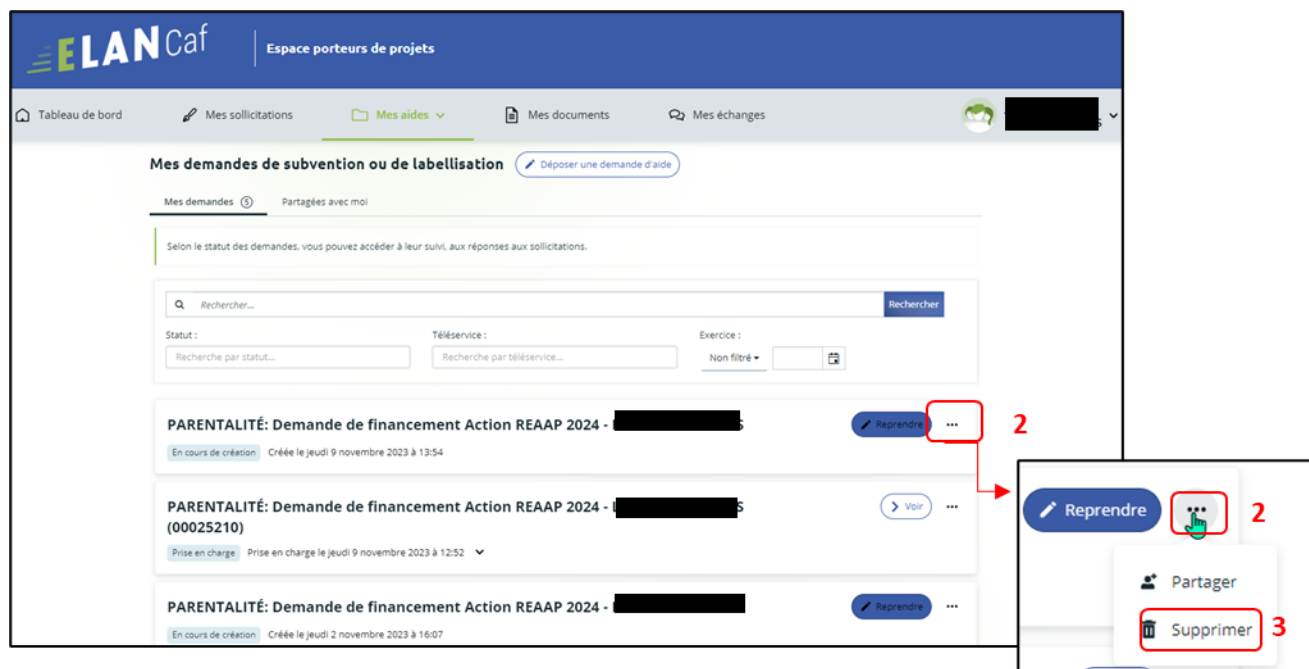 ELAN Caf
Espace porteurs de projets
Tableau de bord
Mes sollicitations
Mes aides
Mes documents
Mes échanges
Mes demandes de subvention ou de labellisation
Déposer une demande d'aide
Mes demandes 5
Partagées avec moi
Selon le statut des demandes, vous pouvez accéder à leur suivi, aux réponses aux sollicitations.
Rechercher...
Rechercher
Statut :
Téléservice :
Exercice :
Recherche par statut...
Recherche par téléservice...
Non filtré
PARENTALITÉ: Demande de financement Action REAAP 2024 -
Reprendre
...
2
En cours de création Créée le jeudi 9 novembre 2023 à 13:54
PARENTALITÉ: Demande de financement Action REAAP 2024 - S
(00025210)
Voir
...
Prise en charge Prise en charge le jeudi 9 novembre 2023 à 12:52
PARENTALITÉ: Demande de financement Action REAAP 2024 -
Reprendre
...
En cours de création Créée le jeudi 2 novembre 2023 à 16:07
Reprendre
...
2
Partager
Supprimer
3